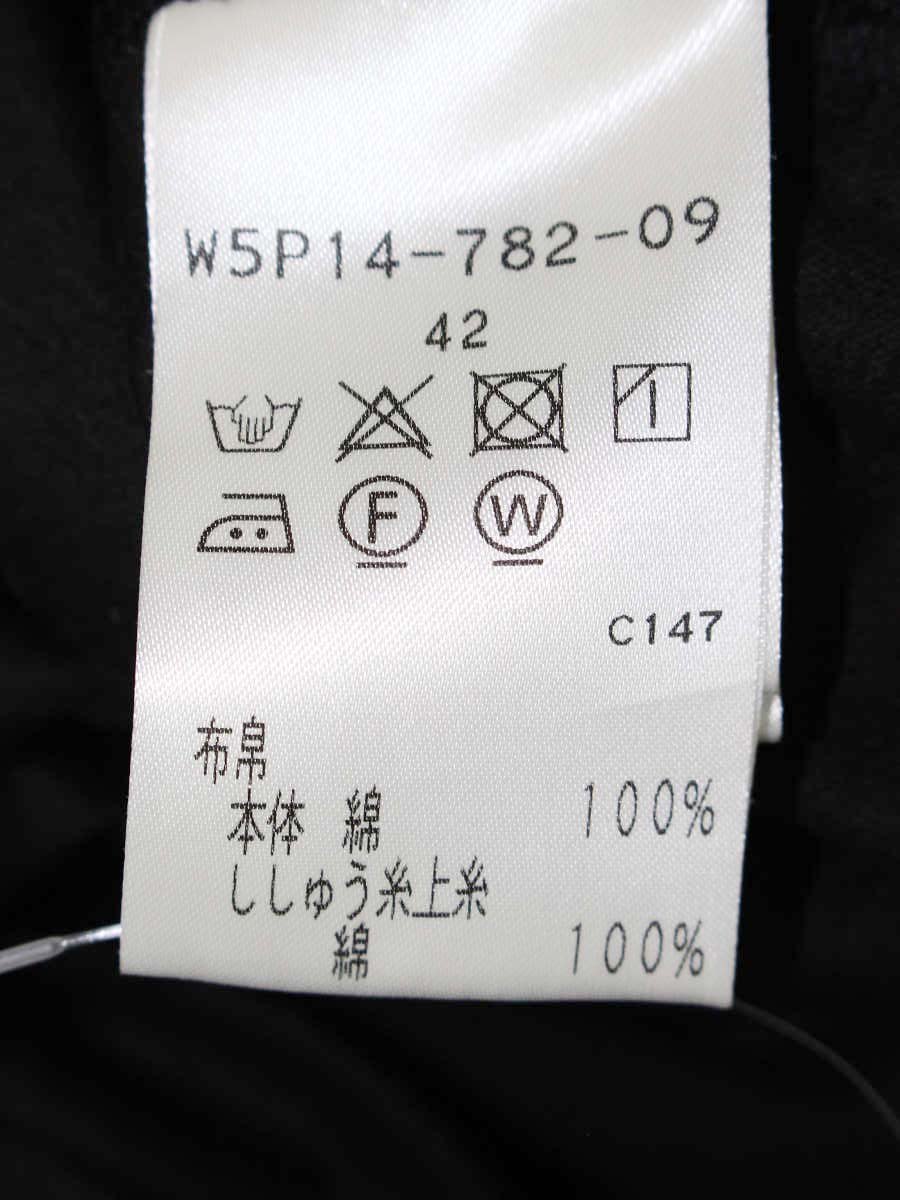 W5P14-782-09
42
F W
C147
布帛
本体 綿 100%
ししゅう糸上糸
綿 100%